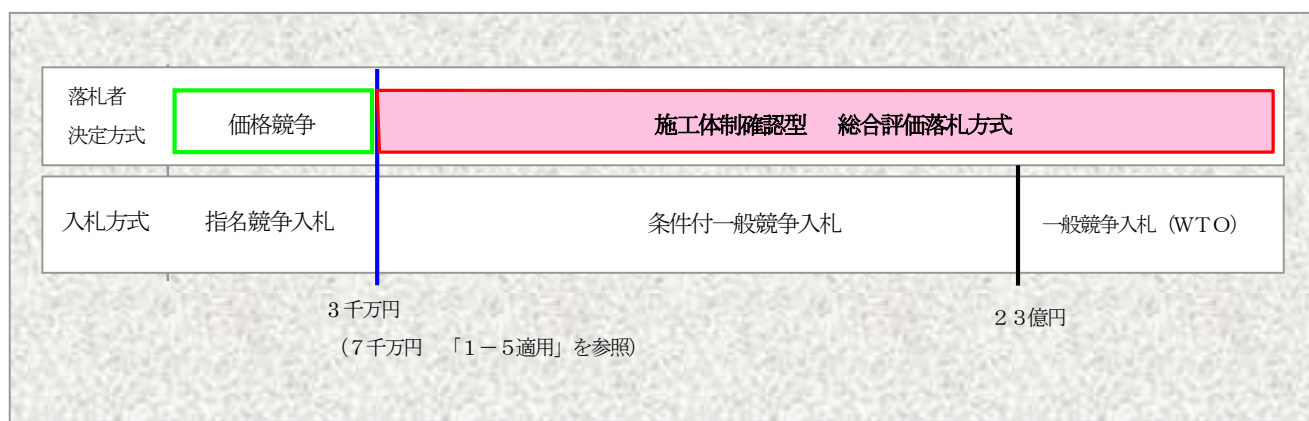 落札者
決定方式
価格競争
施工体制確認型 総合評価落札方式
入札方式
指名競争入札
条件付一般競争入札
一般競争入札(WTO)
3千万円
(7千万円 「1-5適用」を参照)
23億円